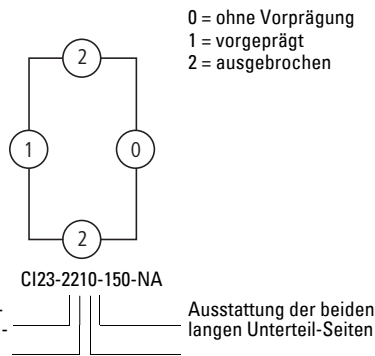 0 = ohne Vorprägung
1 = vorgeprägt
2 = ausgebrochen
2
1
0
2
CI23-2210-150-NA
Ausstattung der beiden
langen Unterteil-Seiten
-
-